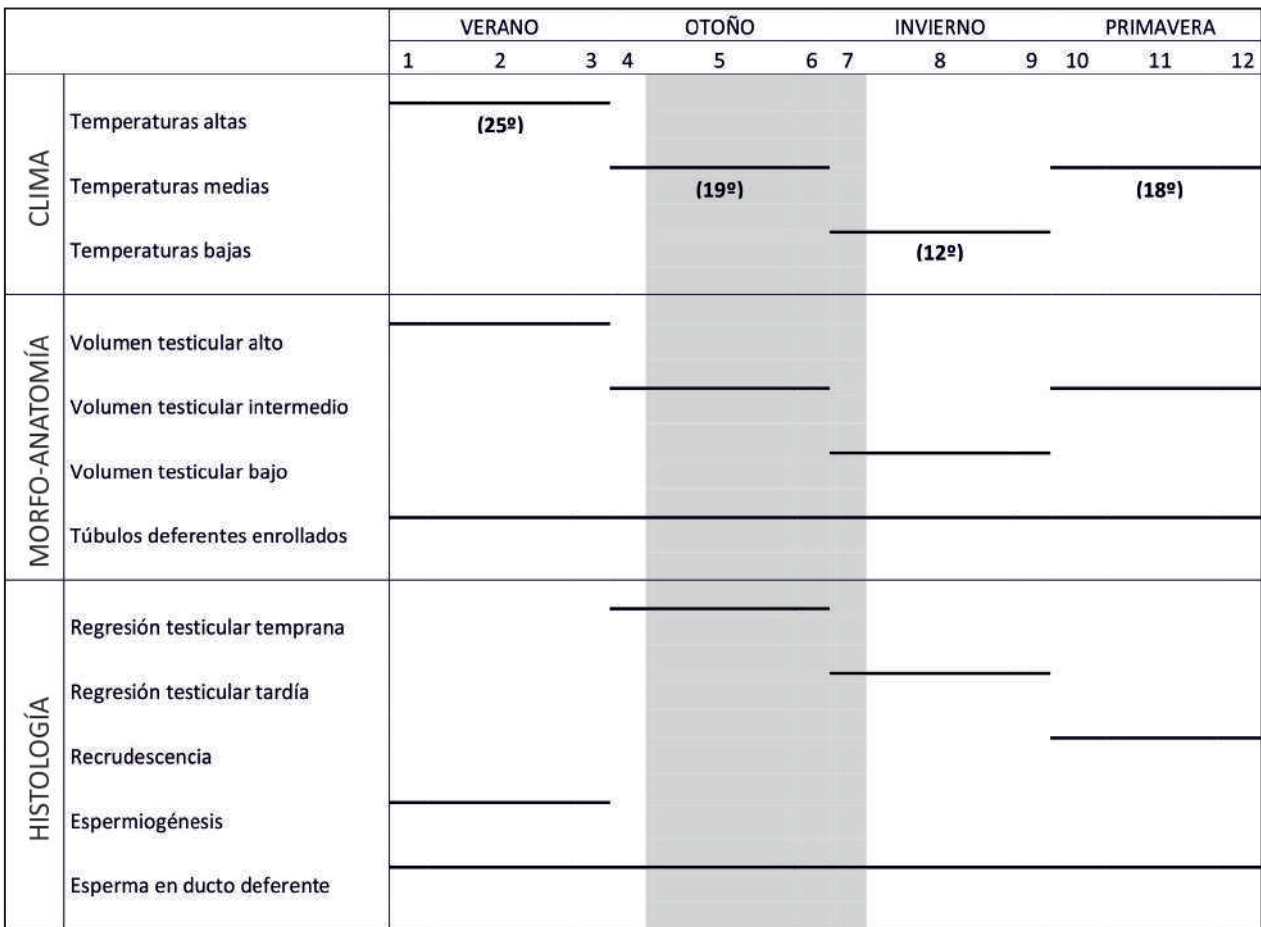 VERANO OTOÑO INVIERNO PRIMAVERA
1 2 3 4 5 6 7 8 9 10 11 12
CLIMA
Temperaturas altas
(25º)
Temperaturas medias
(19º) (18º)
Temperaturas bajas
(12º)
MORFO-ANATOMÍA
Volumen testicular alto
Volumen testicular intermedio
Volumen testicular bajo
Túbulos deferentes enrollados
HISTOLOGÍA
Regresión testicular temprana
Regresión testicular tardía
Recrudescencia
Espermiogénesis
Esperma en ducto deferente